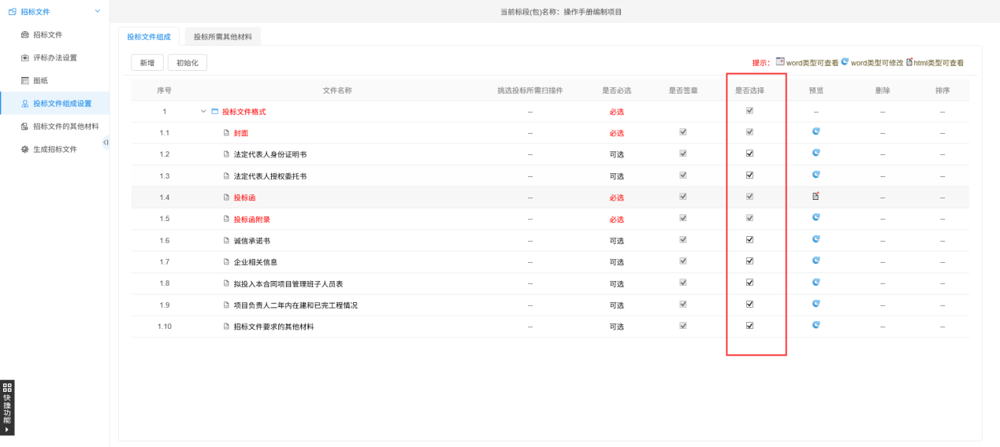 招标文件
招标文件
评标办法设置
图纸
投标文件组成设置
招标文件的其他材料
生成招标文件
快捷功能
当前标段(包)名称：操作手册编制项目
投标文件组成 投标所需其他材料
新增 初始化 提示： word类型可查看 word类型可修改 html类型可查看
序号 文件名称 挑选投标所需扫描件 是否必选 是否签章 是否选择 预览 删除 排序
1 投标文件格式 -- 必选 -- -- --
1.1 封面 -- 必选 -- --
1.2 法定代表人身份证明书 -- 可选 -- --
1.3 法定代表人授权委托书 -- 可选 -- --
1.4 投标函 -- 必选 -- --
1.5 投标函附录 -- 必选 -- --
1.6 诚信承诺书 -- 可选 -- --
1.7 企业相关信息 -- 可选 -- --
1.8 拟投入本合同项目管理班子人员表 -- 可选 -- --
1.9 项目负责人二年内在建和已完工程情况 -- 可选 -- --
1.10 招标文件要求的其他材料 -- 可选 -- --